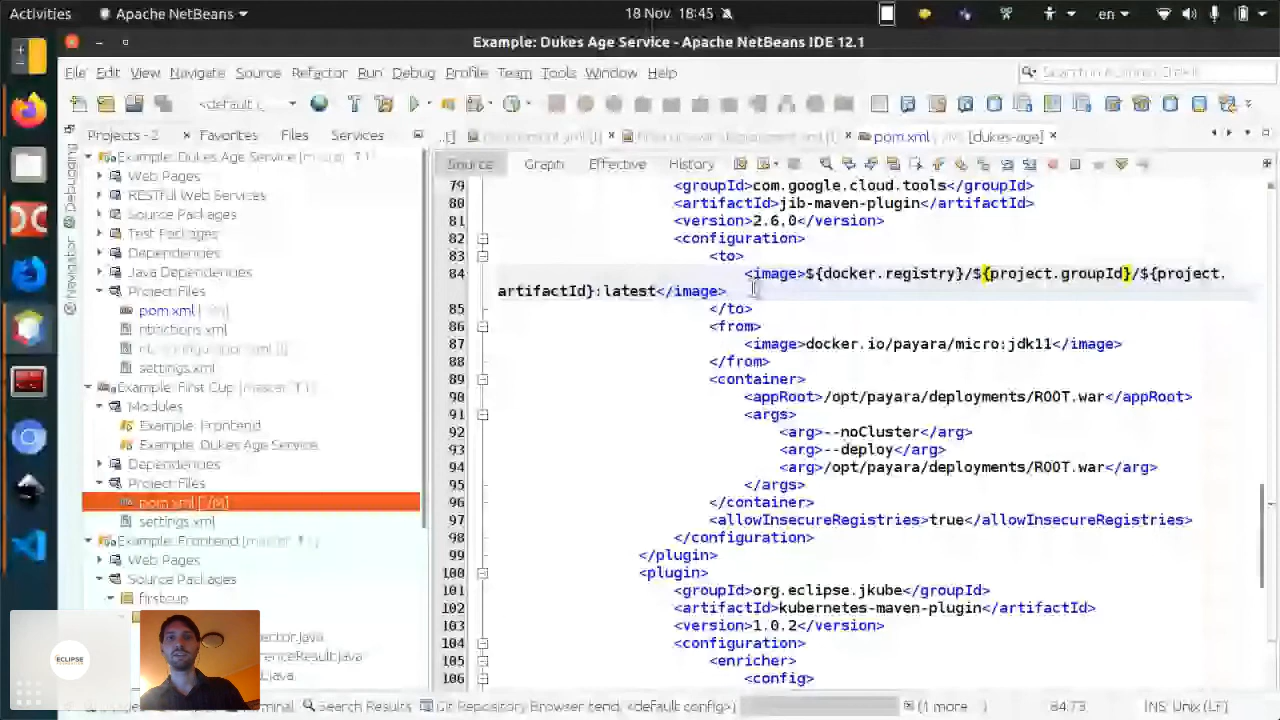 Activities
Apache NetBeans
18 Nov 18:45
en
Example: Dukes Age Service - Apache NetBeans IDE 12.1
File Edit View Navigate Source Refactor Run Debug Profile Team Tools Window Help
Projects - 2
Favorites
Files
Services
pom.xml
[dukes-age]
Source
Graph
Effective
History
Debugging
Navigator
Example: Dukes Age Service
Web Pages
RESTful Web Services
Source Packages
Test Packages
Dependencies
Java Dependencies
Project Files
pom.xml
settings.xml
Example: First Cup
Modules
Example: Frontend
Example: Dukes Age Service
Dependencies
Project Files
pom.xml
settings.xml
Example: Frontend
Web Pages
Source Packages
firstcup
79 <groupId>com.google.cloud.tools</groupId>
80 <artifactId>jib-maven-plugin</artifactId>
81 <version>2.6.0</version>
82 <configuration>
83 <to>
84 <image>${docker.registry}/${project.groupId}/${project.
artifactId}:latest</image>
85 </to>
86 <from>
87 <image>docker.io/payara/micro:jdk11</image>
88 </from>
89 <container>
90 <appRoot>/opt/payara/deployments/ROOT.war</appRoot>
91 <args>
92 <arg>--noCluster</arg>
93 <arg>--deploy</arg>
94 <arg>/opt/payara/deployments/ROOT.war</arg>
95 </args>
96 </container>
97 <allowInsecureRegistries>true</allowInsecureRegistries>
98 </configuration>
99 </plugin>
100 <plugin>
101 <groupId>org.eclipse.jkube</groupId>
102 <artifactId>kubernetes-maven-plugin</artifactId>
103 <version>1.0.2</version>
104 <configuration>
105 <enricher>
106 <config>
ECLIPSE
Search Results
Repository Browser
(1 more
84:73
INS
Unix (LF)